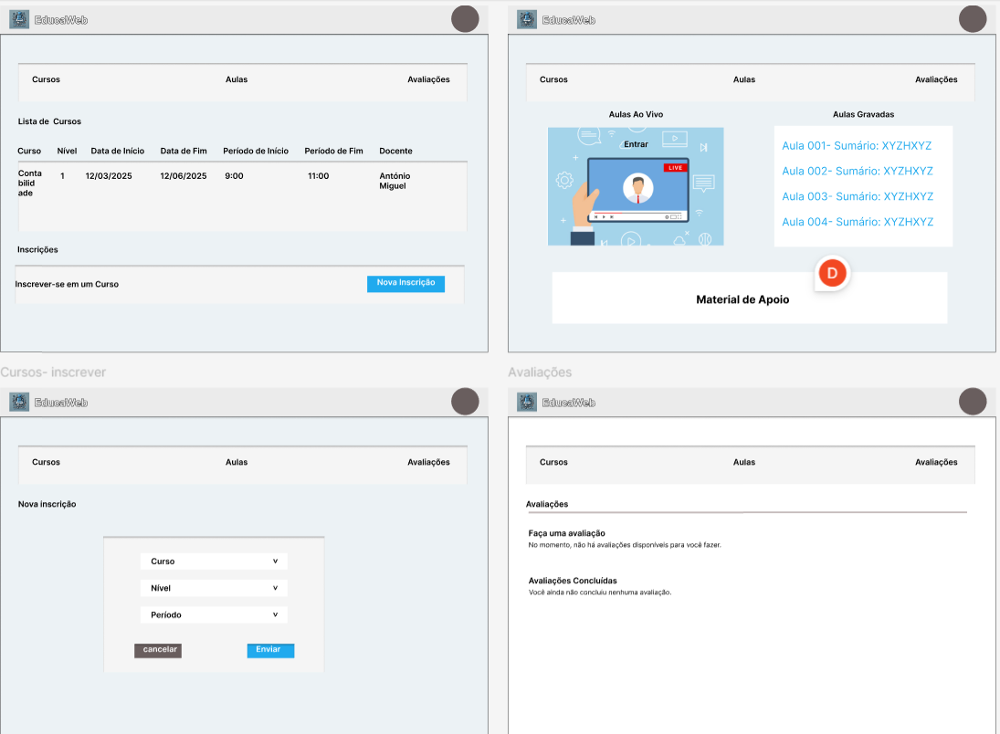 EducaWeb
Cursos Aulas Avaliações
Lista de Cursos
Curso Nível Data de Início Data de Fim Período de Início Período de Fim Docente
Conta
bilid
ade
1 12/03/2025 12/06/2025 9:00 11:00
António
Miguel
Inscrições
Inscrever-se em um Curso Nova Inscrição
EducaWeb
Cursos Aulas Avaliações
Aulas Ao Vivo
Entrar
LIVE
Aulas Gravadas
Aula 001- Sumário: XYZHXYZ
Aula 002- Sumário: XYZHXYZ
Aula 003- Sumário: XYZHXYZ
Aula 004- Sumário: XYZHXYZ
D
Material de Apoio
Cursos- inscrever
EducaWeb
Cursos Aulas Avaliações
Nova inscrição
Curso v
Nível v
Período v
cancelar Enviar
Avaliações
EducaWeb
Cursos Aulas Avaliações
Avaliações
Faça uma avaliação
No momento, não há avaliações disponíveis para você fazer.
Avaliações Concluídas
Você ainda não concluiu nenhuma avaliação.